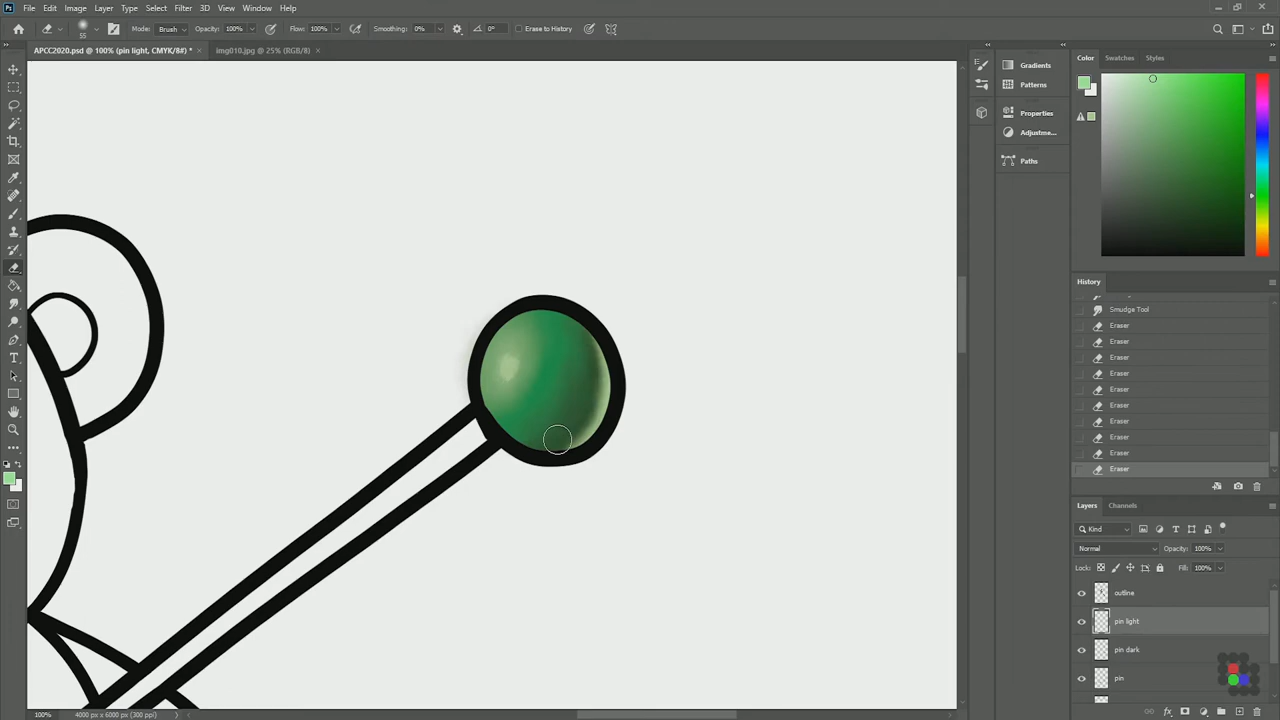 Ps File Edit Image Layer Type Select Filter 3D View Window Help
55 Mode: Brush Opacity: 100% Flow: 100% Smoothing: 0% 0° Erase to History
APCC2020.psd @ 100% (pin light, CMYK/8#) * × img010.jpg @ 25% (RGB/8) ×
Color Swatches Styles
Gradients
Patterns
Properties
Adjustme...
Paths
History
Smudge Tool
Eraser
Eraser
Eraser
Eraser
Eraser
Eraser
Eraser
Eraser
Eraser
Eraser
Layers Channels
Kind
Normal Opacity: 100%
Lock: Fill: 100%
outline
pin light
pin dark
pin
100% 4000 px x 6000 px (300 ppi)